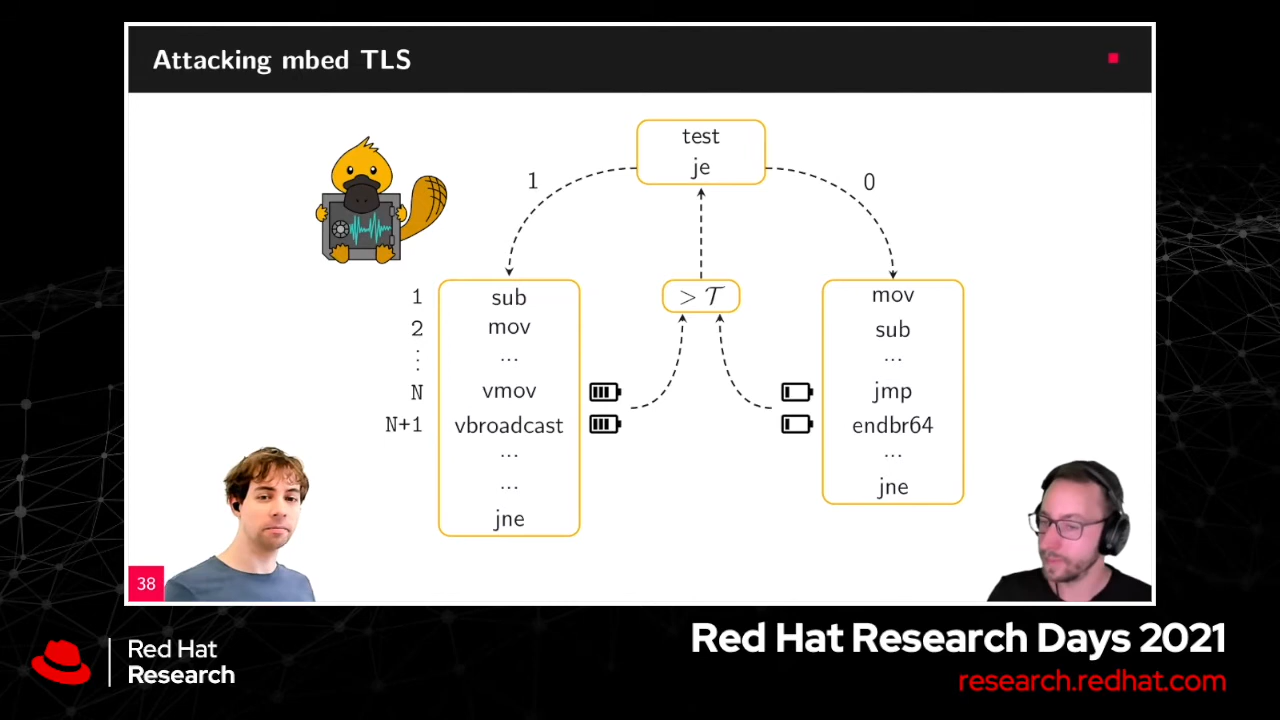 Attacking mbed TLS
test
je
1
0
1
sub
> T
mov
2
mov
sub
⋮
...
...
N
vmov
jmp
N+1
vbroadcast
endbr64
...
...
...
jne
jne
38
Red Hat
Research
Red Hat Research Days 2021
research.redhat.com